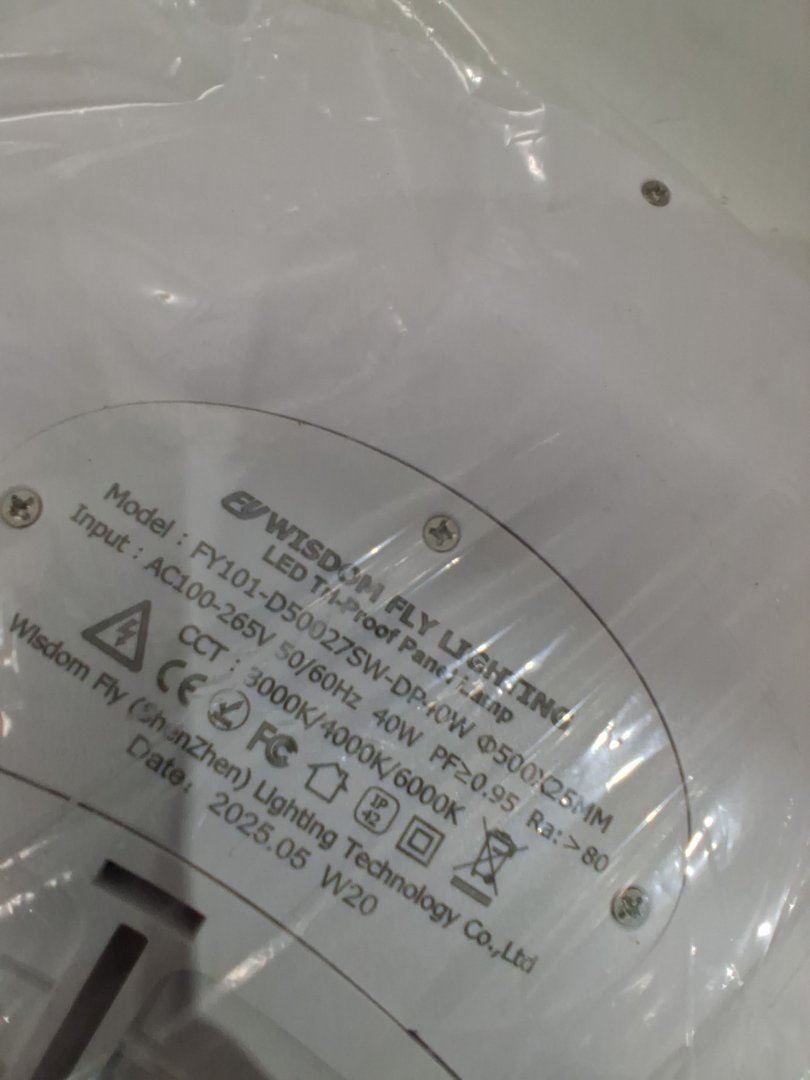 WISDOM FLY LIGHTING
LED Tri-Proof Panel Lamp
Model : FY101-D50027SW-DP40W Φ500X25MM
Input : AC100-265V 50/60Hz 40W PF≥0.95 Ra:>80
CCT : 3000K/4000K/6000K
CE FC IP
42
Wisdom Fly (ShenZhen) Lighting Technology Co.,Ltd
Date: 2025.05 W20